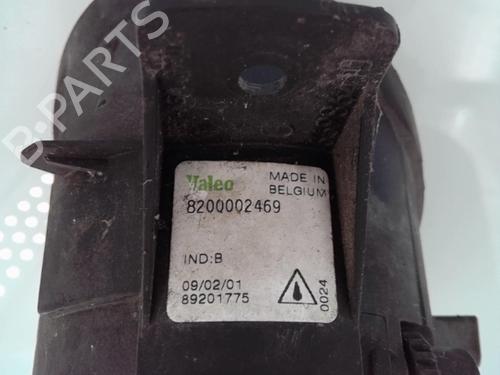 Valeo
MADE IN
BELGIUM
8200002469
IND:B
09/02/01
89201775
0024
B-PARTS